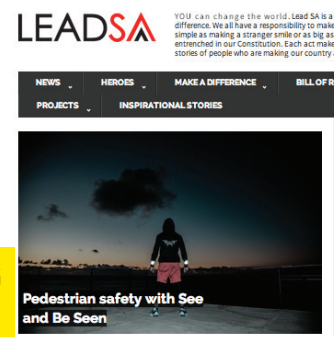 LEADSA
YOU can change the world. Lead SA is a
difference. We all have a responsibility to make
simple as making a stranger smile or as big as
entrenched in our Constitution. Each act make
stories of people who are making our country
NEWS HEROES MAKE A DIFFERENCE BILL OF R
PROJECTS INSPIRATIONAL STORIES
Pedestrian safety with See
and Be Seen